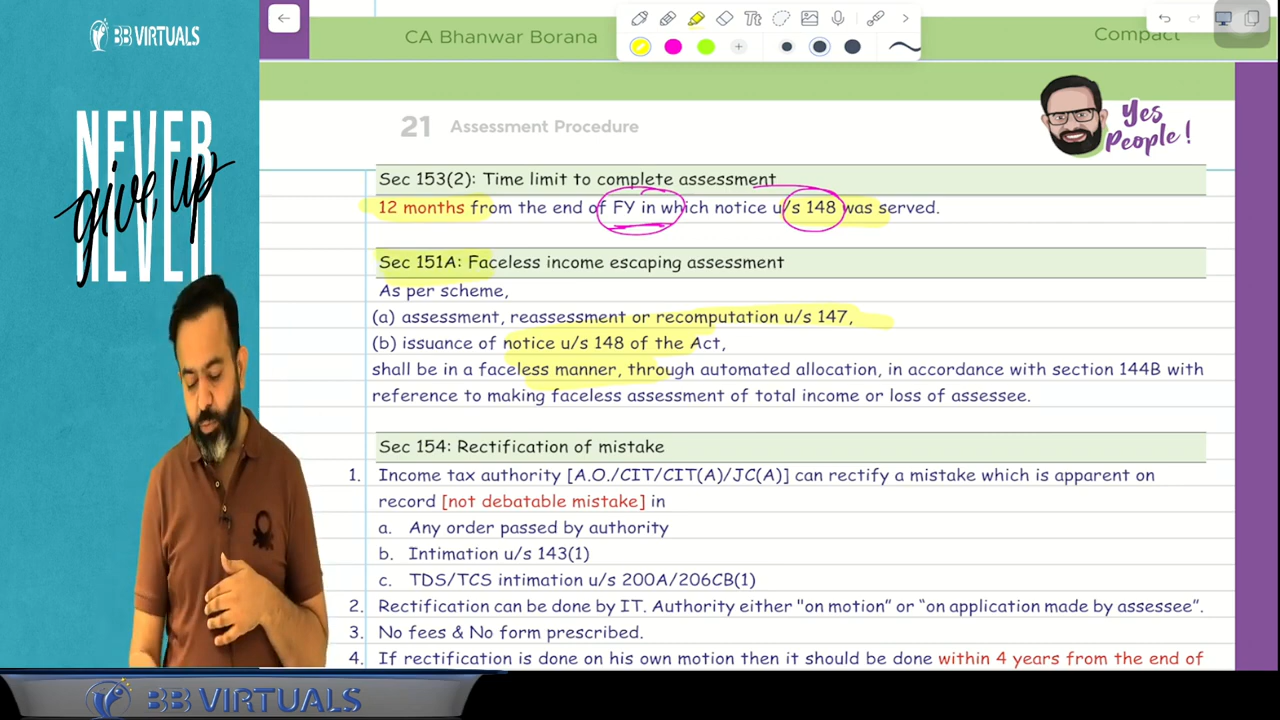 BB VIRTUALS
NEVER
give up
NEVER
CA Bhanwar Borana
Compact
Tt
21 Assessment Procedure
Yes
People!
Sec 153(2): Time limit to complete assessment
12 months from the end of FY in which notice u/s 148 was served.
Sec 151A: Faceless income escaping assessment
As per scheme,
(a) assessment, reassessment or recomputation u/s 147,
(b) issuance of notice u/s 148 of the Act,
shall be in a faceless manner, through automated allocation, in accordance with section 144B with
reference to making faceless assessment of total income or loss of assessee.
Sec 154: Rectification of mistake
1. Income tax authority [A.O./CIT/CIT(A)/JC(A)] can rectify a mistake which is apparent on
record [not debatable mistake] in
a. Any order passed by authority
b. Intimation u/s 143(1)
c. TDS/TCS intimation u/s 200A/206CB(1)
2. Rectification can be done by IT. Authority either "on motion” or “on application made by assessee”.
3. No fees & No form prescribed.
4. If rectification is done on his own motion then it should be done within 4 years from the end of
BB VIRTUALS